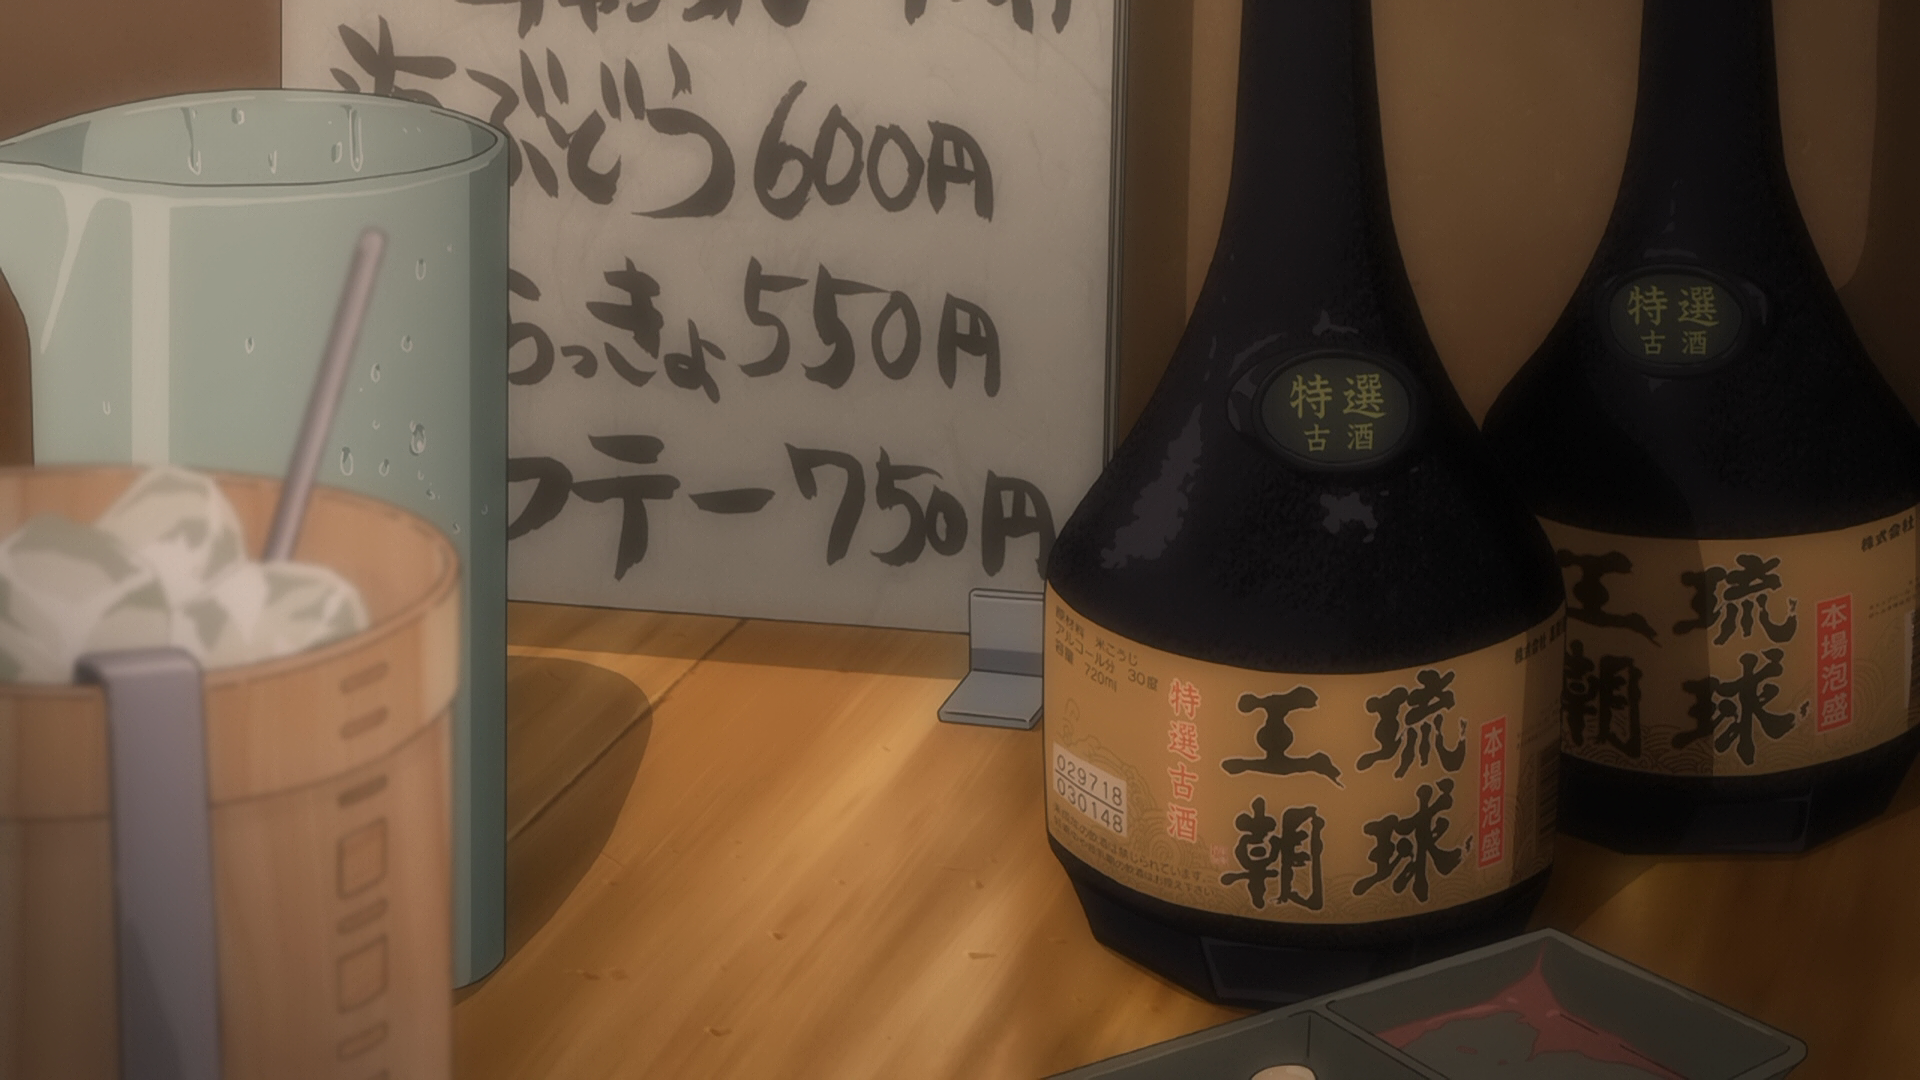 ぶどう 600円
っきょ 550円
フテー 750円
特選
古酒
原材料 米こうじ
アルコール分 30度
容量 720ml
特選古酒
琉球
王朝
本場泡盛
029718
030148
特選
古酒
株式会社
琉球
王朝
本場泡盛